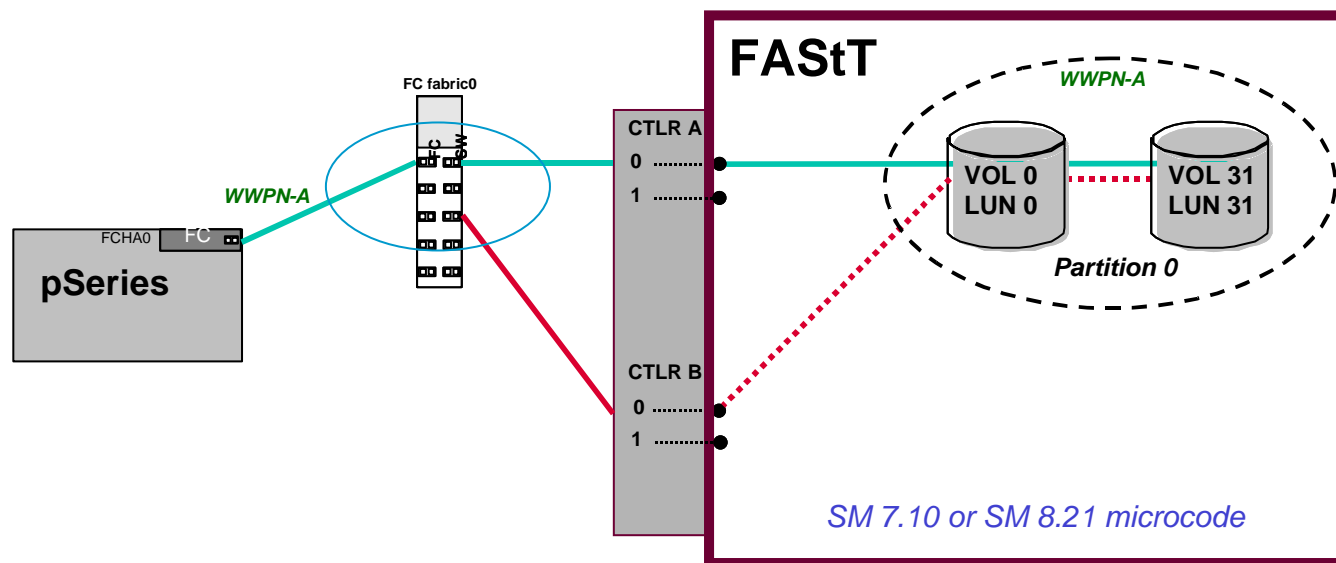 FAStT
FC fabric0
FC SW
WWPN-A
CTLR A
0
1
VOL 0
LUN 0
VOL 31
LUN 31
Partition 0
WWPN-A
FCHA0
FC
pSeries
CTLR B
0
1
SM 7.10 or SM 8.21 microcode